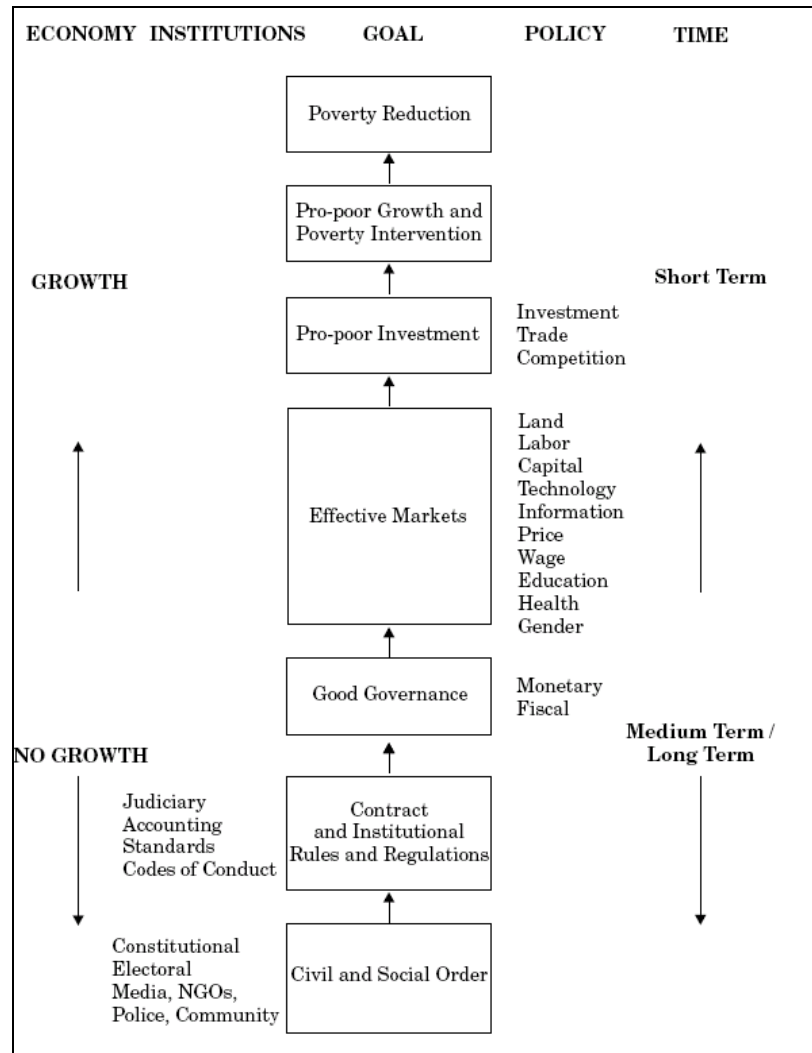 ECONOMY INSTITUTIONS GOAL POLICY TIME
Poverty Reduction
Pro-poor Growth and
Poverty Intervention
GROWTH
Short Term
Pro-poor Investment
Investment
Trade
Competition
Effective Markets
Land
Labor
Capital
Technology
Information
Price
Wage
Education
Health
Gender
Good Governance
Monetary
Fiscal
NO GROWTH
Medium Term /
Long Term
Judiciary
Accounting
Standards
Codes of Conduct
Contract
and Institutional
Rules and Regulations
Constitutional
Electoral
Media, NGOs,
Police, Community
Civil and Social Order